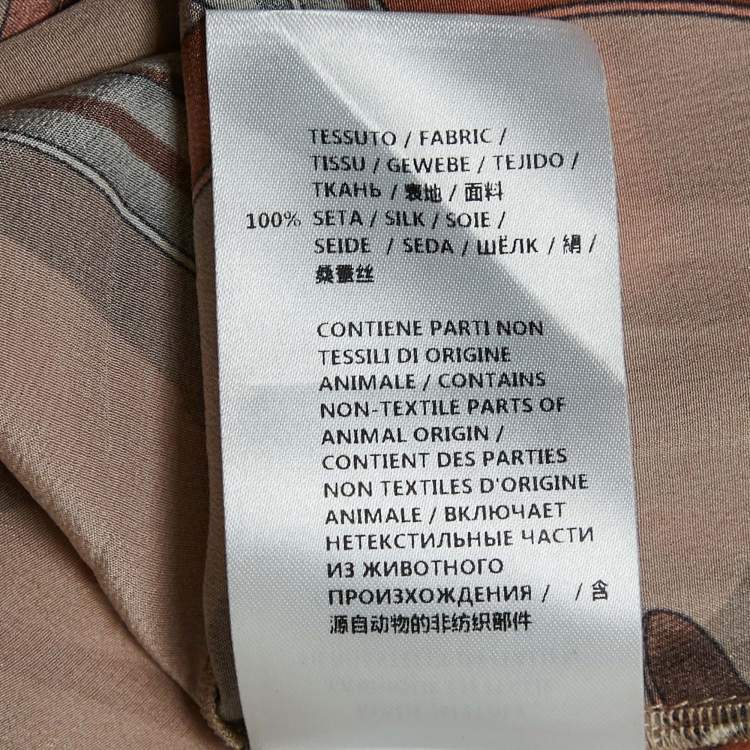 TESSUTO / FABRIC /
TISSU / GEWEBE / TEJIDO /
ТКАНЬ / 表地 / 面料
100% SETA / SILK / SOIE /
SEIDE / SEDA / ШЁЛК / 絹 /
桑蚕丝
CONTIENE PARTI NON
TESSILI DI ORIGINE
ANIMALE / CONTAINS
NON-TEXTILE PARTS OF
ANIMAL ORIGIN /
CONTIENT DES PARTIES
NON TEXTILES D'ORIGINE
ANIMALE / ВКЛЮЧАЕТ
НЕТЕКСТИЛЬНЫЕ ЧАСТИ
ИЗ ЖИВОТНОГО
ПРОИЗХОЖДЕНИЯ / / 含
源自动物的非纺织部件